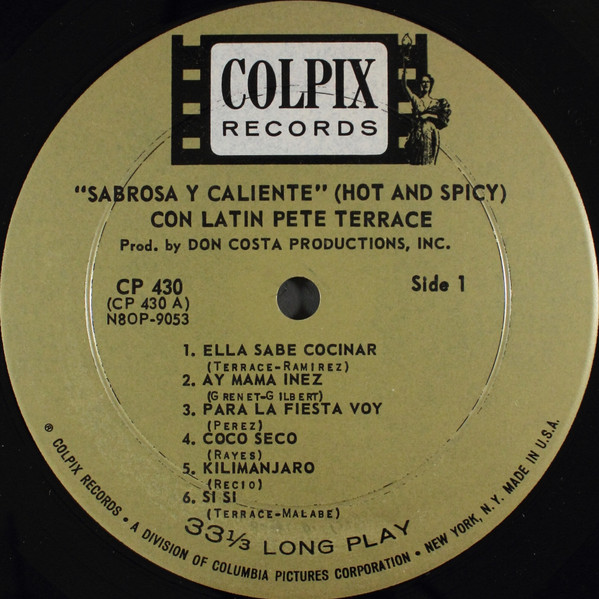 COLPIX
RECORDS
"SABROSA Y CALIENTE" (HOT AND SPICY)
CON LATIN PETE TERRACE
Prod. by DON COSTA PRODUCTIONS, INC.
CP 430
(CP 430 A)
N8OP-9053
Side 1
1. ELLA SABE COCINAR
(TERRACE-RAMIREZ)
2. AY MAMA INEZ
(GRENET-GILBERT)
3. PARA LA FIESTA VOY
(PEREZ)
4. COCO SECO
(RAYES)
5. KILIMANJARO
(RECIO)
6. SI SI
(TERRACE-MALABE)
33 1/3 LONG PLAY
® COLPIX RECORDS • A DIVISION OF COLUMBIA PICTURES CORPORATION • NEW YORK, N.Y. MADE IN U.S.A.